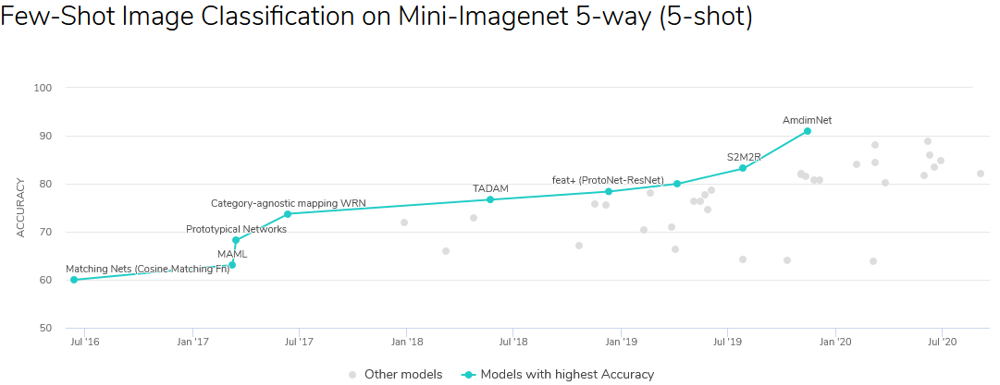 Few-Shot Image Classification on Mini-Imagenet 5-way (5-shot)
100
90
80
70
60
50
ACCURACY
AmdimNet
S2M2R
feat+ (ProtoNet-ResNet)
TADAM
Category-agnostic mapping WRN
Prototypical Networks
MAML
Matching Nets (Cosine Matching Fn)
Jul '16
Jan '17
Jul '17
Jan '18
Jul '18
Jan '19
Jul '19
Jan '20
Jul '20
Other models
Models with highest Accuracy